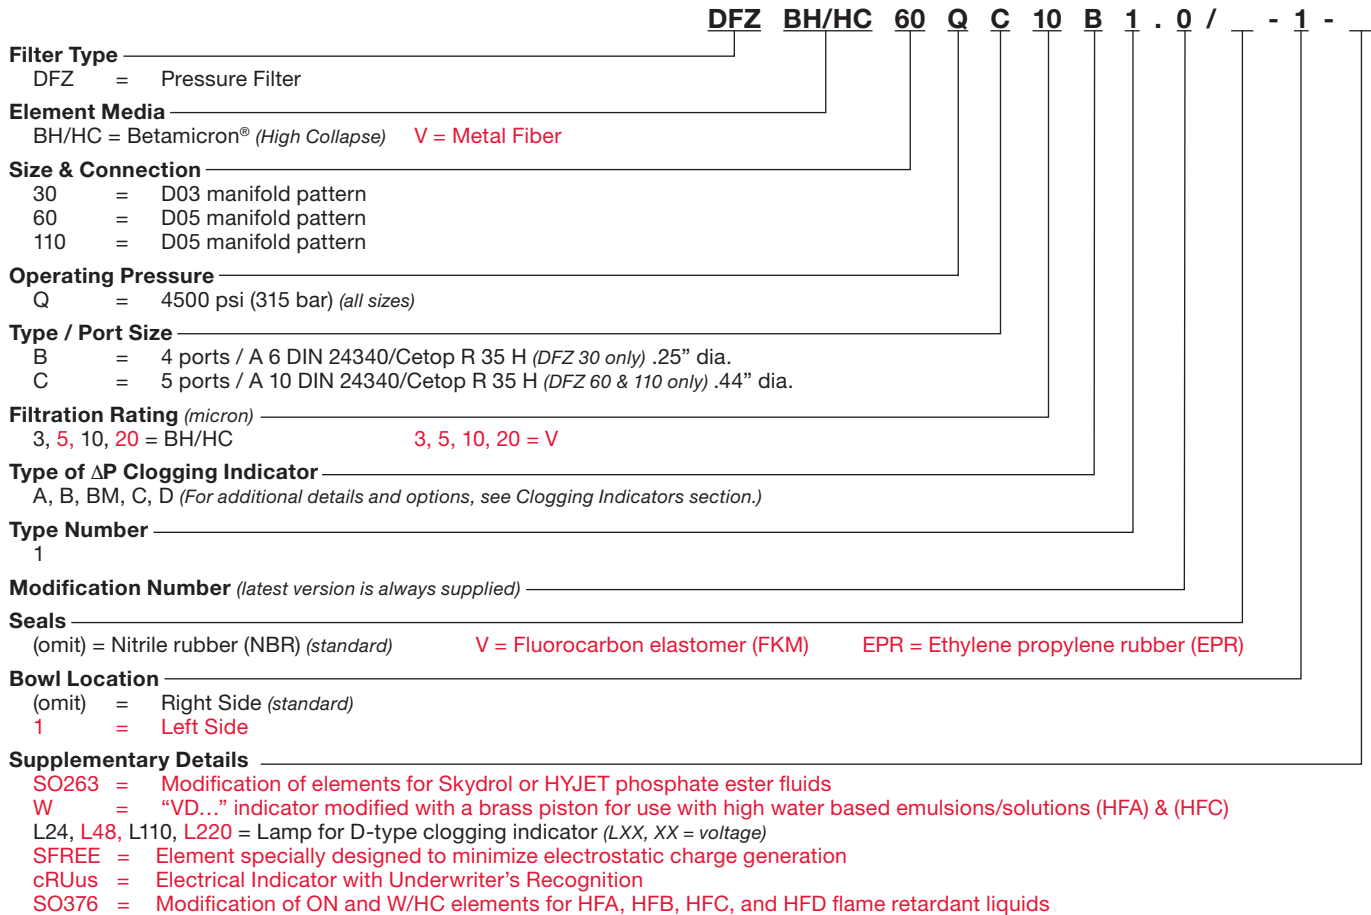 DFZ BH/HC 60 Q C 10 B 1 . 0 / _ - 1 - _
Filter Type
DFZ = Pressure Filter
Element Media
BH/HC = Betamicron® (High Collapse) V = Metal Fiber
Size & Connection
30 = D03 manifold pattern
60 = D05 manifold pattern
110 = D05 manifold pattern
Operating Pressure
Q = 4500 psi (315 bar) (all sizes)
Type / Port Size
B = 4 ports / A 6 DIN 24340/Cetop R 35 H (DFZ 30 only) .25” dia.
C = 5 ports / A 10 DIN 24340/Cetop R 35 H (DFZ 60 & 110 only) .44” dia.
Filtration Rating (micron)
3, 5, 10, 20 = BH/HC 3, 5, 10, 20 = V
Type of ∆P Clogging Indicator
A, B, BM, C, D (For additional details and options, see Clogging Indicators section.)
Type Number
1
Modification Number (latest version is always supplied)
Seals
(omit) = Nitrile rubber (NBR) (standard) V = Fluorocarbon elastomer (FKM) EPR = Ethylene propylene rubber (EPR)
Bowl Location
(omit) = Right Side (standard)
1 = Left Side
Supplementary Details
SO263 = Modification of elements for Skydrol or HYJET phosphate ester fluids
W = “VD…” indicator modified with a brass piston for use with high water based emulsions/solutions (HFA) & (HFC)
L24, L48, L110, L220 = Lamp for D-type clogging indicator (LXX, XX = voltage)
SFREE = Element specially designed to minimize electrostatic charge generation
cRUus = Electrical Indicator with Underwriter’s Recognition
SO376 = Modification of ON and W/HC elements for HFA, HFB, HFC, and HFD flame retardant liquids